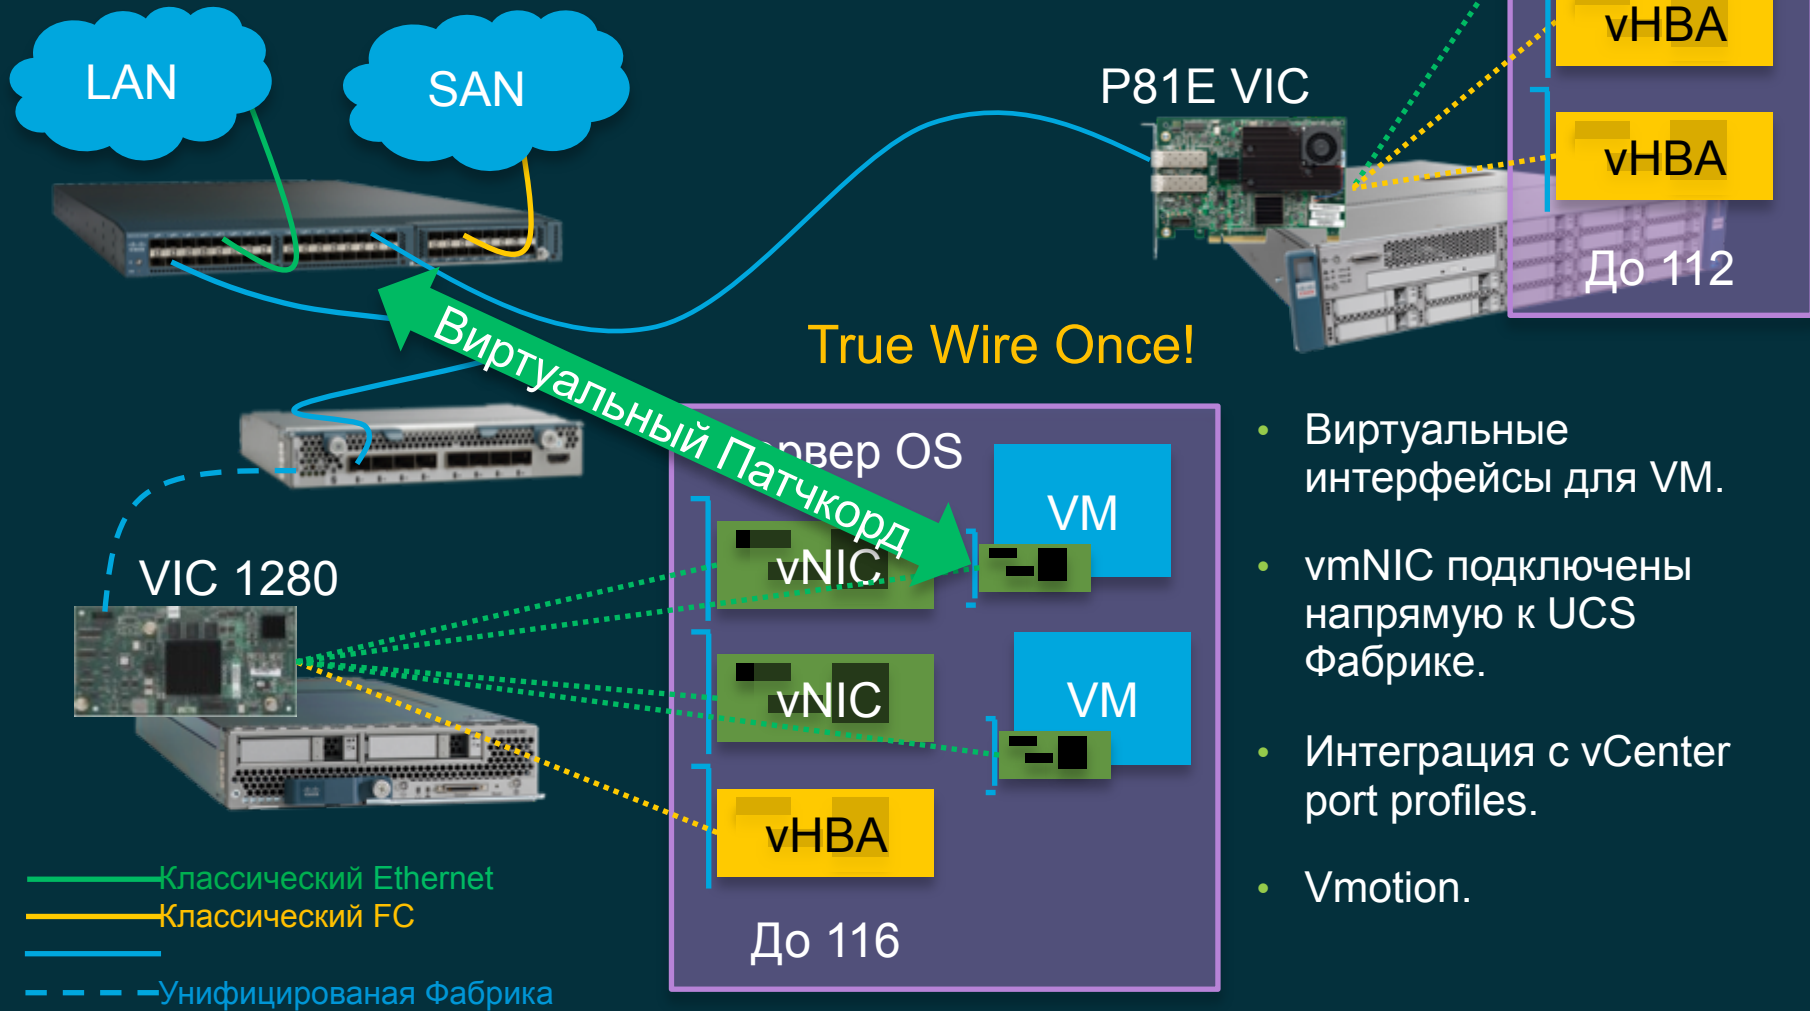 LAN
SAN
P81E VIC
vHBA
vHBA
До 112
True Wire Once!
Виртуальный Патчкорд
OS
VM
vNIC
VIC 1280
vNIC
VM
vHBA
До 116
• Виртуальные
интерфейсы для VM.
• vmNIC подключены
напрямую к UCS
Фабрике.
• Интеграция с vCenter
port profiles.
• Vmotion.
Классический Ethernet
Классический FC
Унифицированая Фабрика